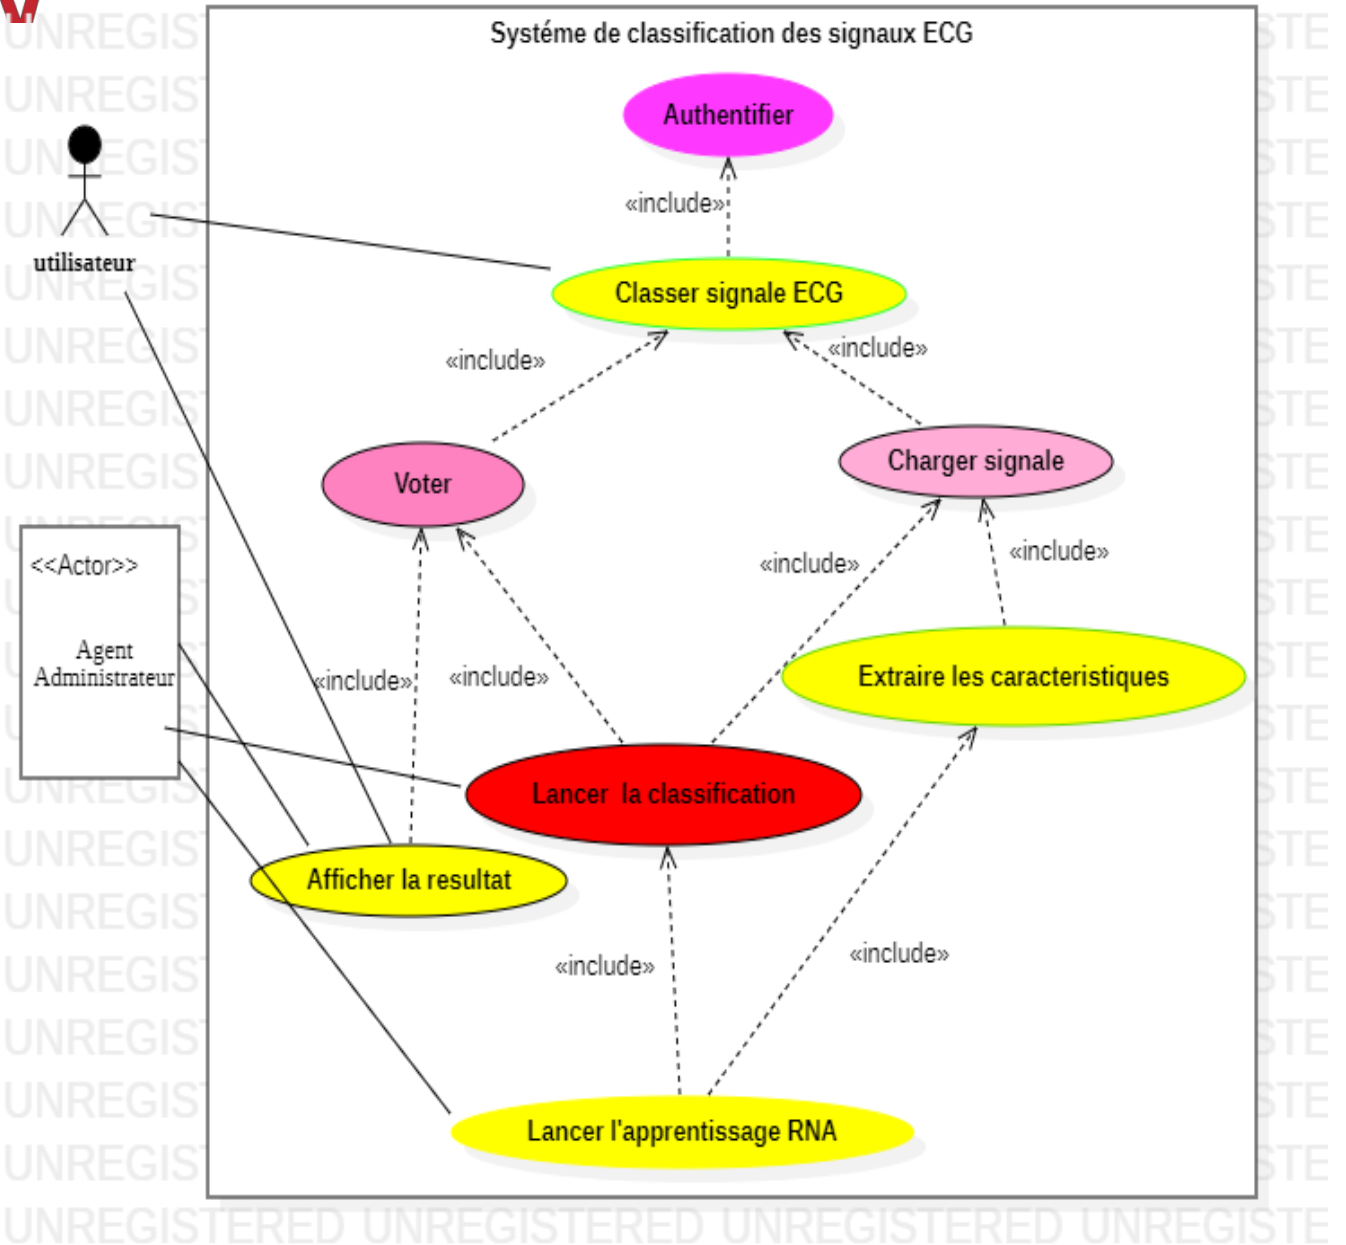 Systéme de classification des signaux ECG
Authentifier
«include»
utilisateur
Classer signale ECG
«include»
«include»
Voter
Charger signale
<<Actor>>
«include»
«include»
Agent
Administrateur
«include»
«include»
Extraire les caracteristiques
Lancer la classification
Afficher la resultat
«include»
«include»
Lancer l'apprentissage RNA
UNREGISTERED UNREGISTERED UNREGISTERED UNREGISTE